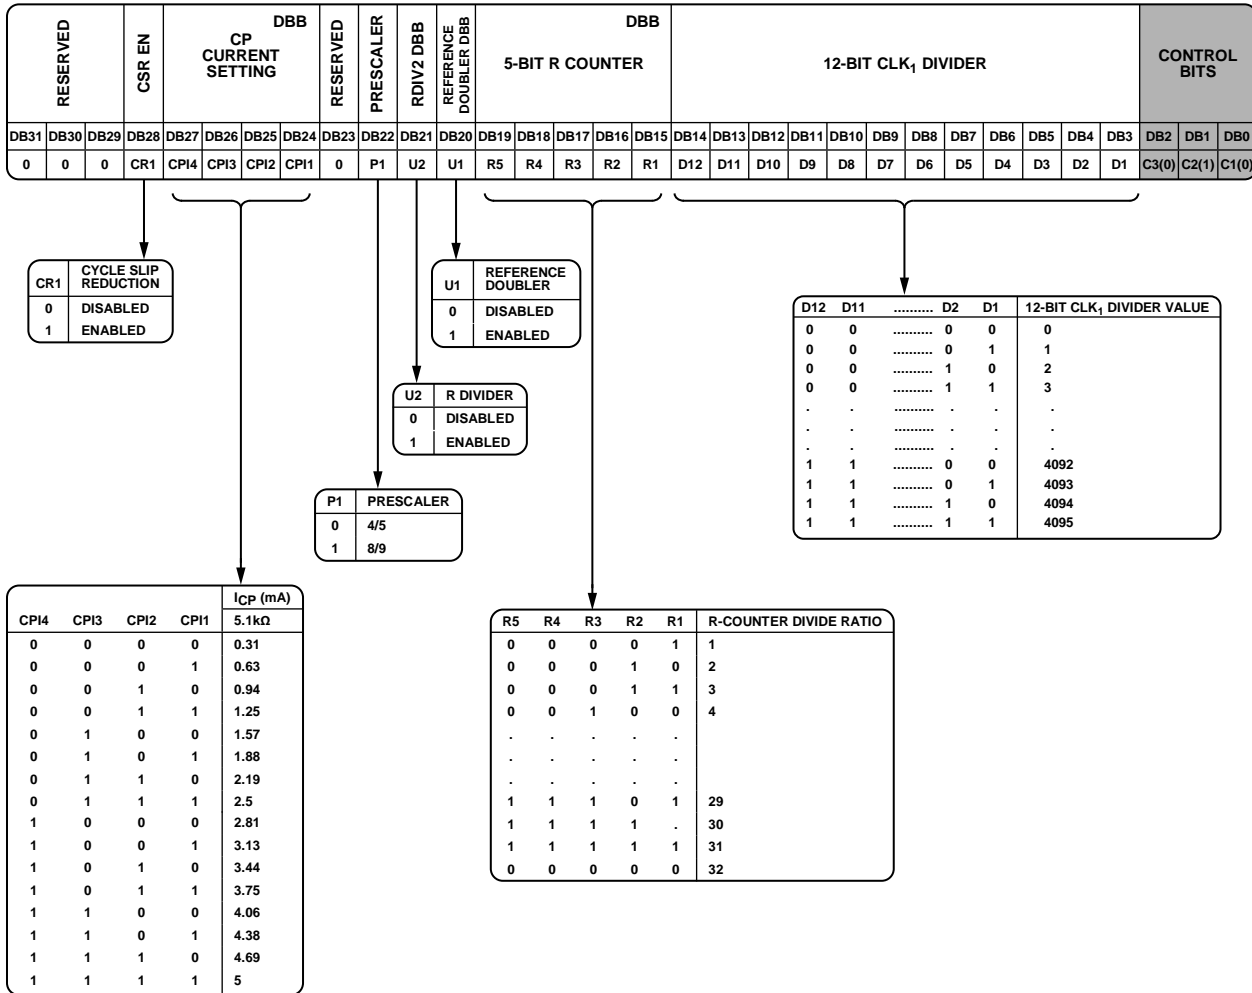 RESERVED
CSR EN
DBB
CP
CURRENT
SETTING
RESERVED
PRESCALER
RDIV2 DBB
REFERENCE
DOUBLER DBB
DBB
5-BIT R COUNTER
12-BIT CLK1 DIVIDER
CONTROL
BITS
DB31 DB30 DB29 DB28 DB27 DB26 DB25 DB24 DB23 DB22 DB21 DB20 DB19 DB18 DB17 DB16 DB15 DB14 DB13 DB12 DB11 DB10 DB9 DB8 DB7 DB6 DB5 DB4 DB3 DB2 DB1 DB0
0 0 0 CR1 CPI4 CPI3 CPI2 CPI1 0 P1 U2 U1 R5 R4 R3 R2 R1 D12 D11 D10 D9 D8 D7 D6 D5 D4 D3 D2 D1 C3(0) C2(1) C1(0)
CR1 CYCLE SLIP
REDUCTION
0 DISABLED
1 ENABLED
U1 REFERENCE
DOUBLER
0 DISABLED
1 ENABLED
U2 R DIVIDER
0 DISABLED
1 ENABLED
P1 PRESCALER
0 4/5
1 8/9
D12 D11 .......... D2 D1 12-BIT CLK1 DIVIDER VALUE
0 0 .......... 0 0 0
0 0 .......... 0 1 1
0 0 .......... 1 0 2
0 0 .......... 1 1 3
. . .......... . . .
. . .......... . . .
. . .......... . . .
1 1 .......... 0 0 4092
1 1 .......... 0 1 4093
1 1 .......... 1 0 4094
1 1 .......... 1 1 4095
ICP (mA)
CPI4 CPI3 CPI2 CPI1 5.1kΩ
0 0 0 0 0.31
0 0 0 1 0.63
0 0 1 0 0.94
0 0 1 1 1.25
0 1 0 0 1.57
0 1 0 1 1.88
0 1 1 0 2.19
0 1 1 1 2.5
1 0 0 0 2.81
1 0 0 1 3.13
1 0 1 0 3.44
1 0 1 1 3.75
1 1 0 0 4.06
1 1 0 1 4.38
1 1 1 0 4.69
1 1 1 1 5
R5 R4 R3 R2 R1 R-COUNTER DIVIDE RATIO
0 0 0 0 1 1
0 0 0 1 0 2
0 0 0 1 1 3
0 0 1 0 0 4
. . . . .
. . . . .
. . . . .
1 1 1 0 1 29
1 1 1 1 . 30
1 1 1 1 1 31
0 0 0 0 0 32